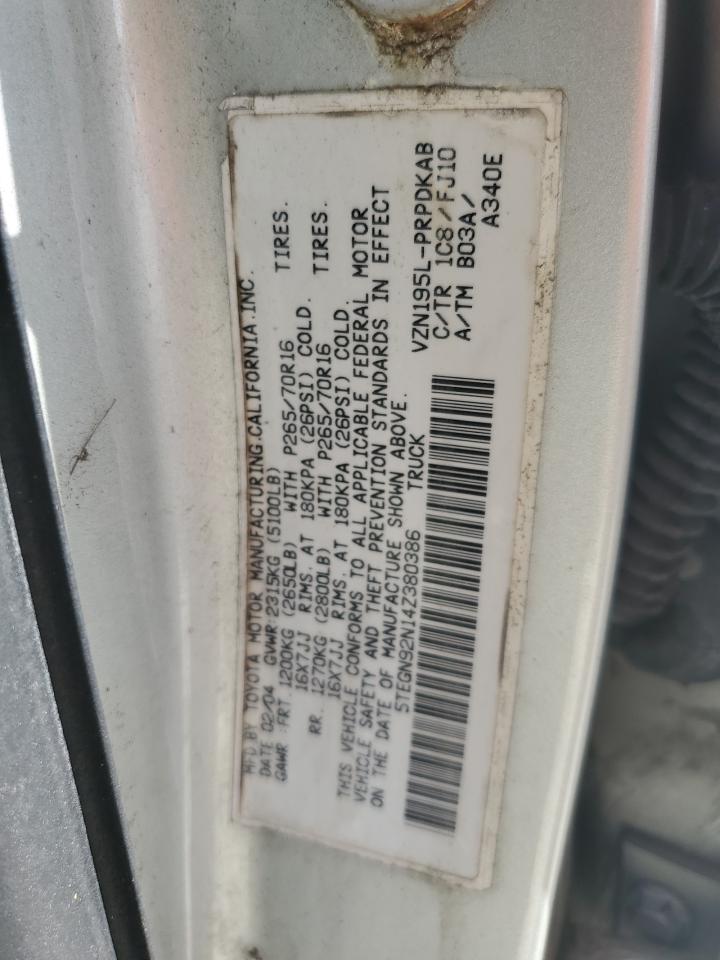 MFD.BY TOYOTA MOTOR MANUFACTURING.CALIFORNIA.INC.
DATE 02/04 GVWR:2315KG (5100LB)
GAWR :FRT.1200KG (2650LB) WITH P265/70R16 TIRES.
16X7JJ RIMS. AT 180KPA (26PSI) COLD.
RR. 1270KG (2800LB) WITH P265/70R16 TIRES.
16X7JJ RIMS. AT 180KPA (26PSI) COLD.
THIS VEHICLE CONFORMS TO ALL APPLICABLE FEDERAL MOTOR
VEHICLE SAFETY AND THEFT PREVENTION STANDARDS IN EFFECT
ON THE DATE OF MANUFACTURE SHOWN ABOVE.
5TEGN92N14Z380386 TRUCK
VZN195L-PRPDKAB
C/TR 1C8/FJ10
A/TM B03A/
A340E